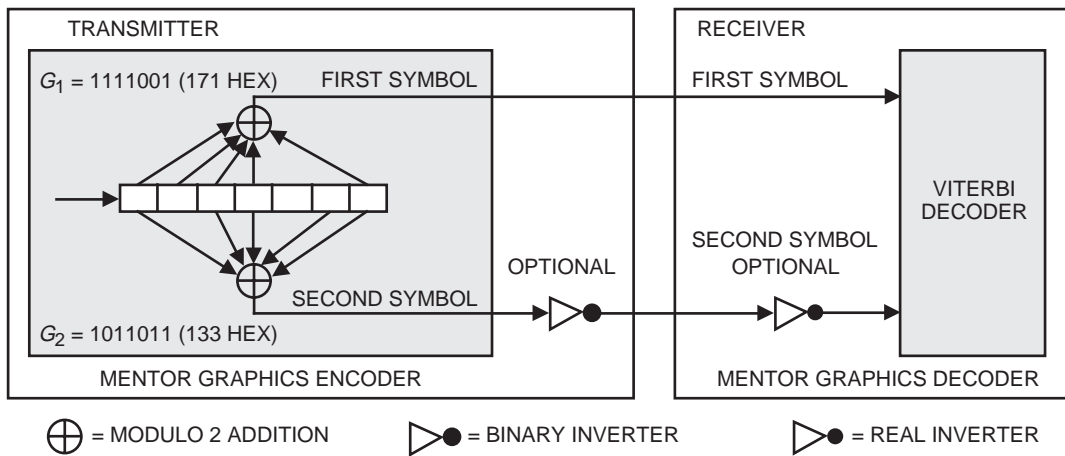 TRANSMITTER
RECEIVER
G1 = 1111001 (171 HEX)
FIRST SYMBOL
FIRST SYMBOL
VITERBI
DECODER
SECOND SYMBOL
OPTIONAL
OPTIONAL
SECOND SYMBOL
G2 = 1011011 (133 HEX)
MENTOR GRAPHICS ENCODER
MENTOR GRAPHICS DECODER
= MODULO 2 ADDITION
= BINARY INVERTER
= REAL INVERTER